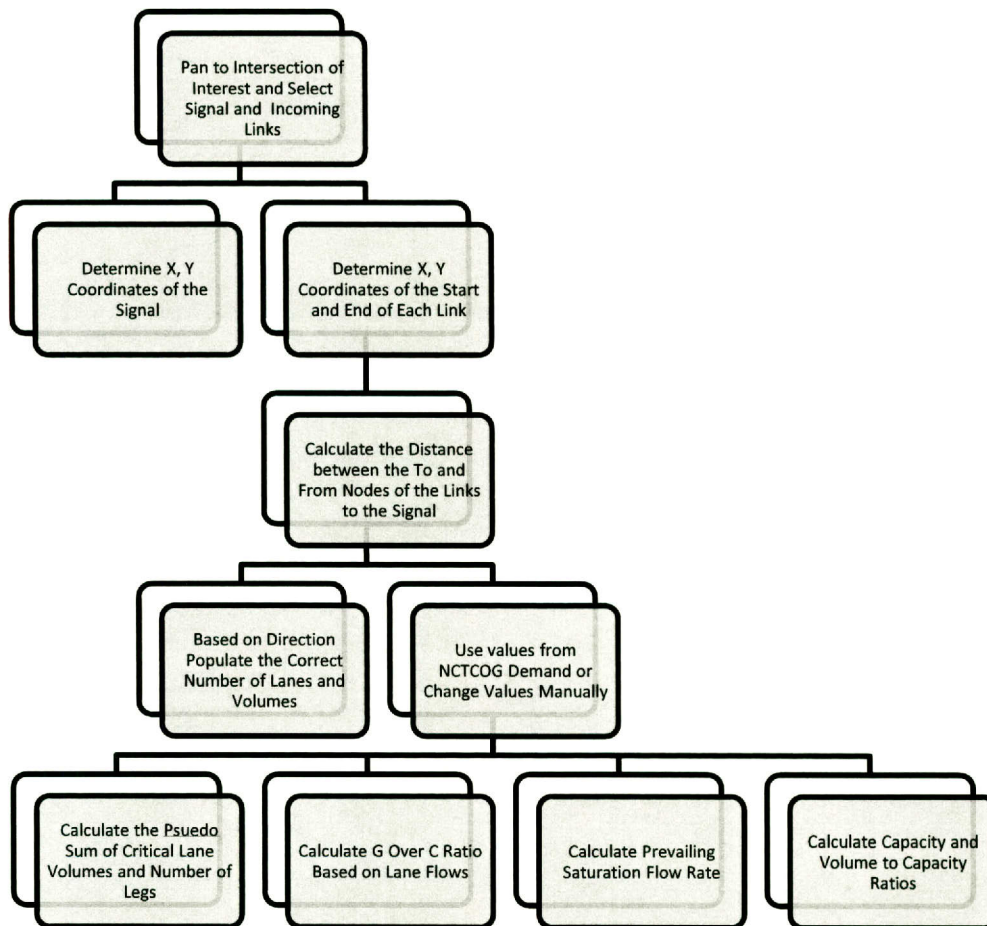 Pan to Intersection of
Interest and Select
Signal and Incoming
Links
Determine X, Y
Coordinates of the
Signal
Determine X, Y
Coordinates of the Start
and End of Each Link
Calculate the Distance
between the To and
From Nodes of the Links
to the Signal
Based on Direction
Populate the Correct
Number of Lanes and
Volumes
Use values from
NCTCOG Demand or
Change Values Manually
Calculate the Psuedo
Sum of Critical Lane
Volumes and Number of
Legs
Calculate G Over C Ratio
Based on Lane Flows
Calculate Prevailing
Saturation Flow Rate
Calculate Capacity and
Volume to Capacity
Ratios